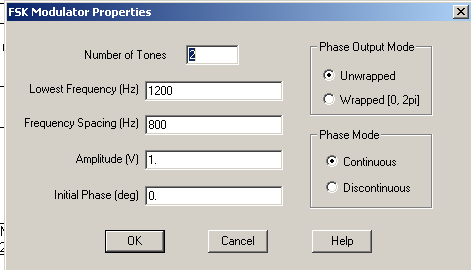 FSK Modulator Properties
Number of Tones 2
Lowest Frequency (Hz) 1200
Frequency Spacing (Hz) 800
Amplitude (V) 1.
Initial Phase (deg) 0.
Phase Output Mode
Unwrapped
Wrapped [0, 2pi]
Phase Mode
Continuous
Discontinuous
OK Cancel Help